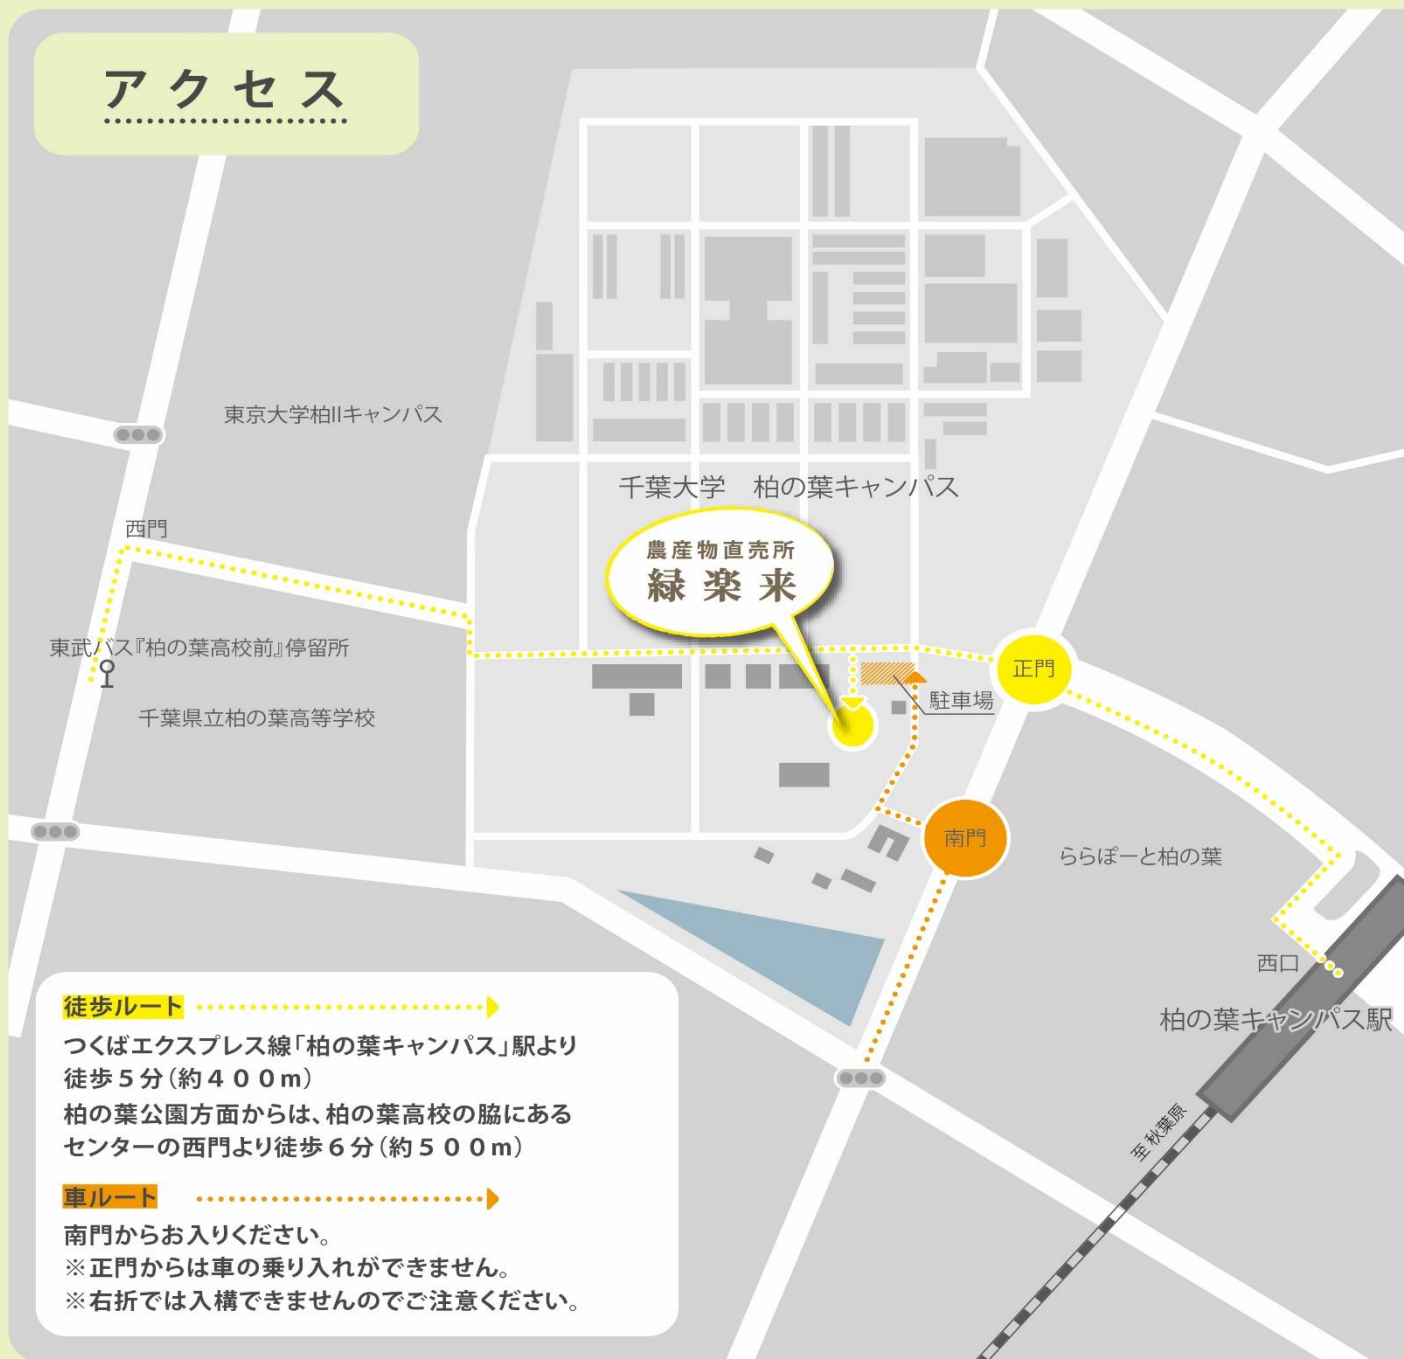 アクセス
東京大学柏IIキャンパス
千葉大学　柏の葉キャンパス
西門
農産物直売所
緑楽来
東武バス『柏の葉高校前』停留所
正門
駐車場
千葉県立柏の葉高等学校
南門
ららぽーと柏の葉
西口
柏の葉キャンパス駅
至秋葉原
徒歩ルート
つくばエクスプレス線「柏の葉キャンパス」駅より
徒歩５分（約４００m）
柏の葉公園方面からは、柏の葉高校の脇にある
センターの西門より徒歩６分（約５００m）
車ルート
南門からお入りください。
※正門からは車の乗り入れができません。
※右折では入構できませんのでご注意ください。